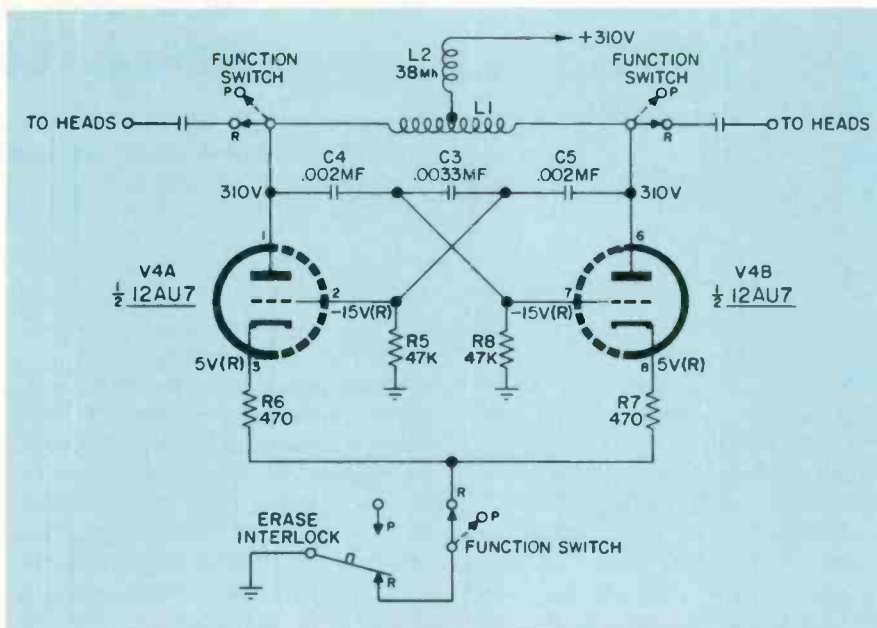 FUNCTION
SWITCH
P
L2
38Mh
+310V
FUNCTION
SWITCH
P
L1
TO HEADS
R
R
TO HEADS
C4
.002MF
C3
.0033MF
C5
.002MF
310V
310V
1
6
V4A
½ 12AU7
2
-15V(R)
7
-15V(R)
V4B
½ 12AU7
R5
47K
R8
47K
5V(R)
3
8
5V(R)
R6
470
R7
470
R
P
P
ERASE
INTERLOCK
FUNCTION SWITCH
R